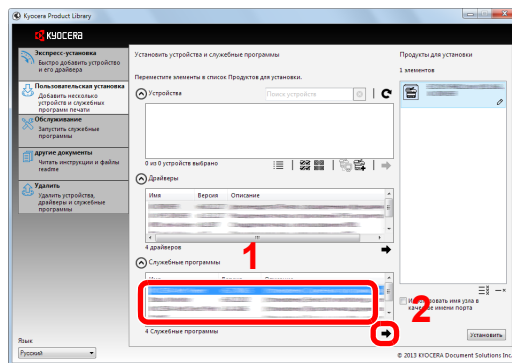 Kyocera Product Library
KYOCERA
Экспресс-установка
Быстро добавить устройство
и его драйвера
Пользовательская установка
Добавить несколько
устройств и служебных
программ печати
Обслуживание
Запустить служебные
программы
другие документы
Читать инструкции и файлы
readme
Удалить
Удалить устройства,
драйверы и служебные
программы
Язык
Русский
Установить устройства и служебные программы
Переместите элементы в список Продуктов для установки.
Устройства
Поиск устройств
0 из 0 устройств выбрано
Драйверы
Имя Версия Описание
4 драйверов
1
Служебные программы
4 Служебные программы
2
Продукты для установки
1 элементов
имя узла в
имени порта
Установить
© 2013 KYOCERA Document Solutions Inc.